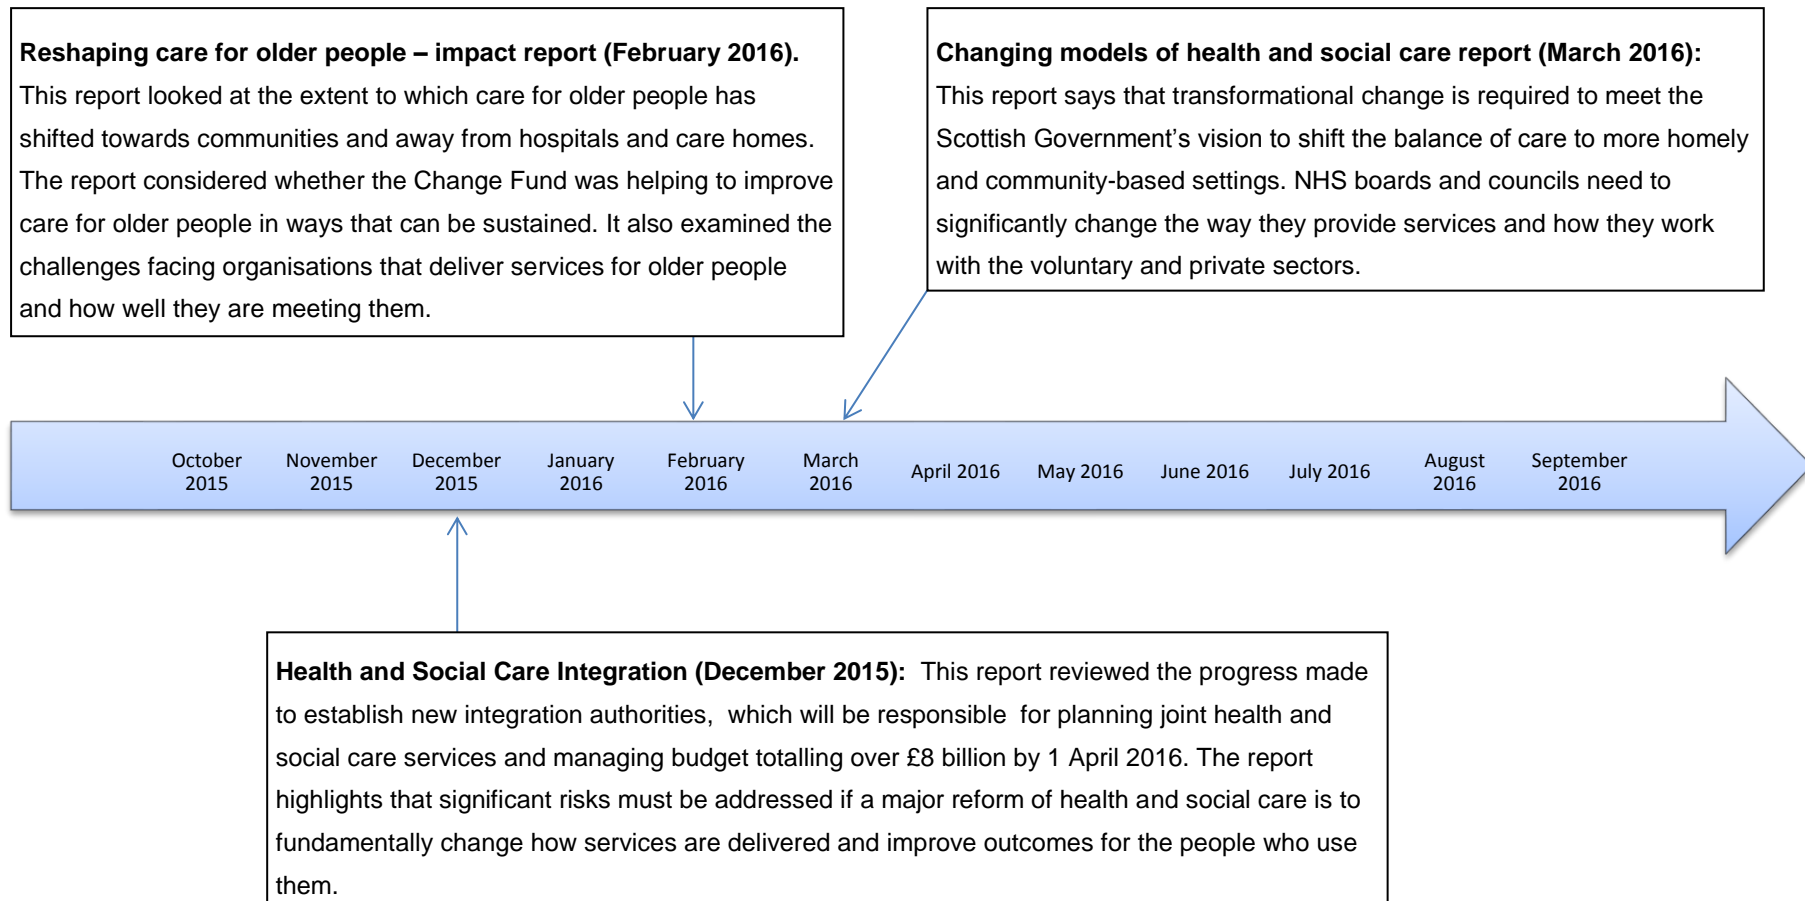 Reshaping care for older people – impact report (February 2016).
This report looked at the extent to which care for older people has
shifted towards communities and away from hospitals and care homes.
The report considered whether the Change Fund was helping to improve
care for older people in ways that can be sustained. It also examined the
challenges facing organisations that deliver services for older people
and how well they are meeting them.
Changing models of health and social care report (March 2016):
This report says that transformational change is required to meet the
Scottish Government’s vision to shift the balance of care to more homely
and community-based settings. NHS boards and councils need to
significantly change the way they provide services and how they work
with the voluntary and private sectors.
October
2015
November
2015
December
2015
January
2016
February
2016
March
2016
April 2016
May 2016
June 2016
July 2016
August
2016
September
2016
Health and Social Care Integration (December 2015): This report reviewed the progress made
to establish new integration authorities, which will be responsible for planning joint health and
social care services and managing budget totalling over £8 billion by 1 April 2016. The report
highlights that significant risks must be addressed if a major reform of health and social care is to
fundamentally change how services are delivered and improve outcomes for the people who use
them.